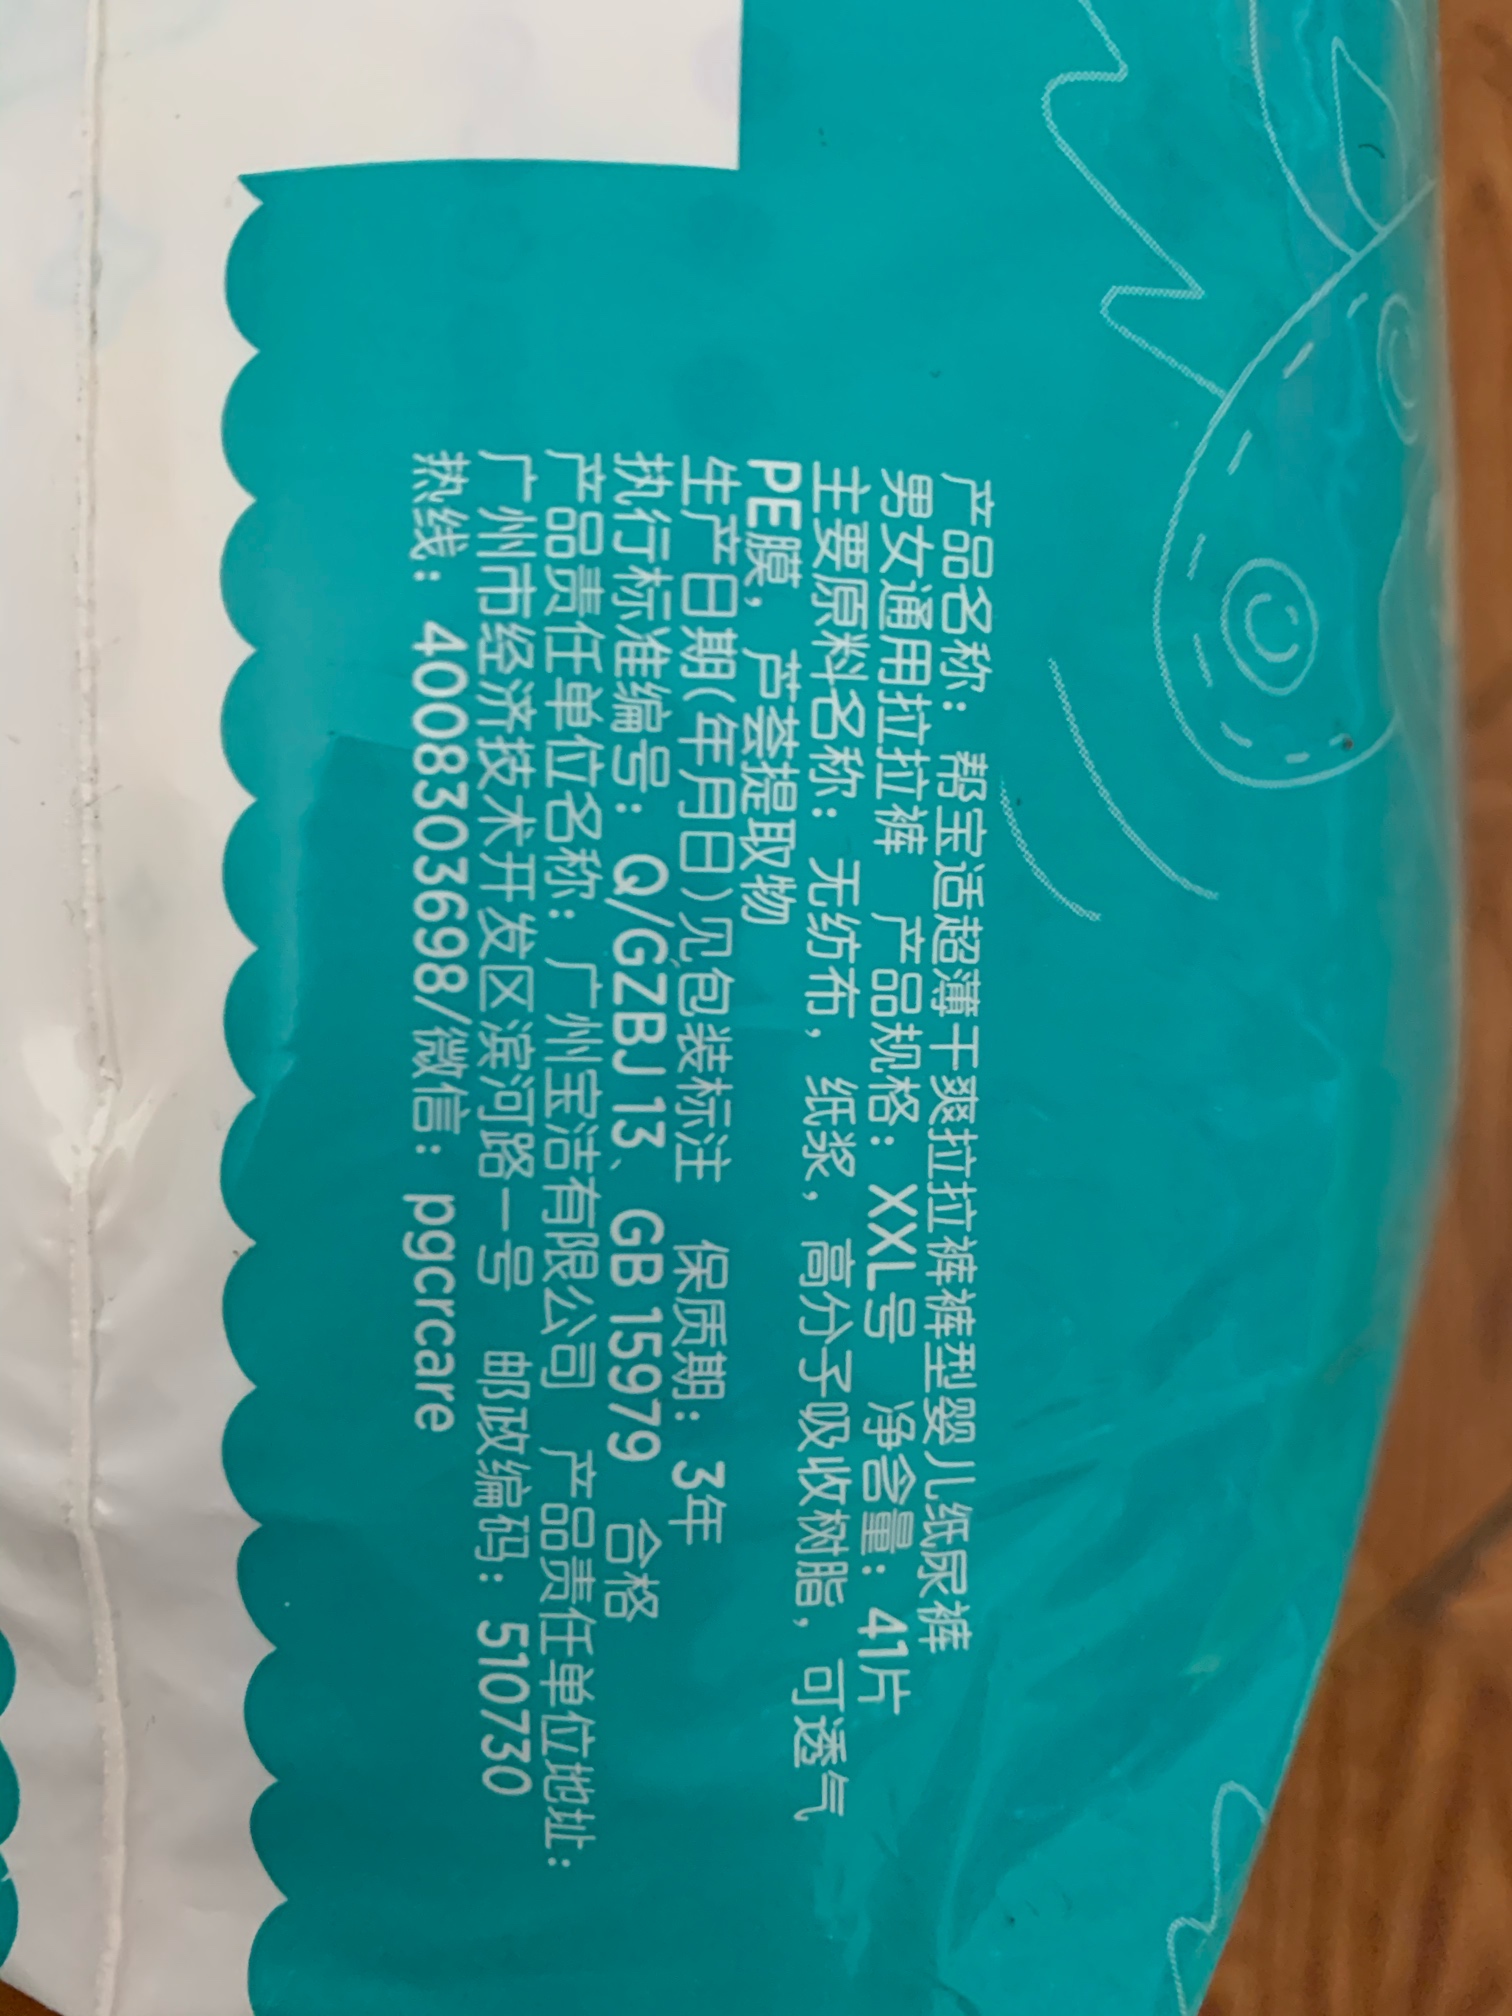 产品名称：帮宝适超薄干爽拉拉裤裤型婴儿纸尿裤
男女通用拉拉裤 产品规格：XXL号 净含量：41片
主要原料名称：无纺布，纸浆，高分子吸收树脂，可透气
PE膜，芦荟提取物
生产日期(年月日)见包装标注 保质期：3年
执行标准编号：Q/GZBJ 13、GB 15979 合格
产品责任单位名称：广州宝洁有限公司 产品责任单位地址：
广州市经济技术开发区滨河路一号 邮政编码：510730
热线：4008303698/微信：pgcrcare